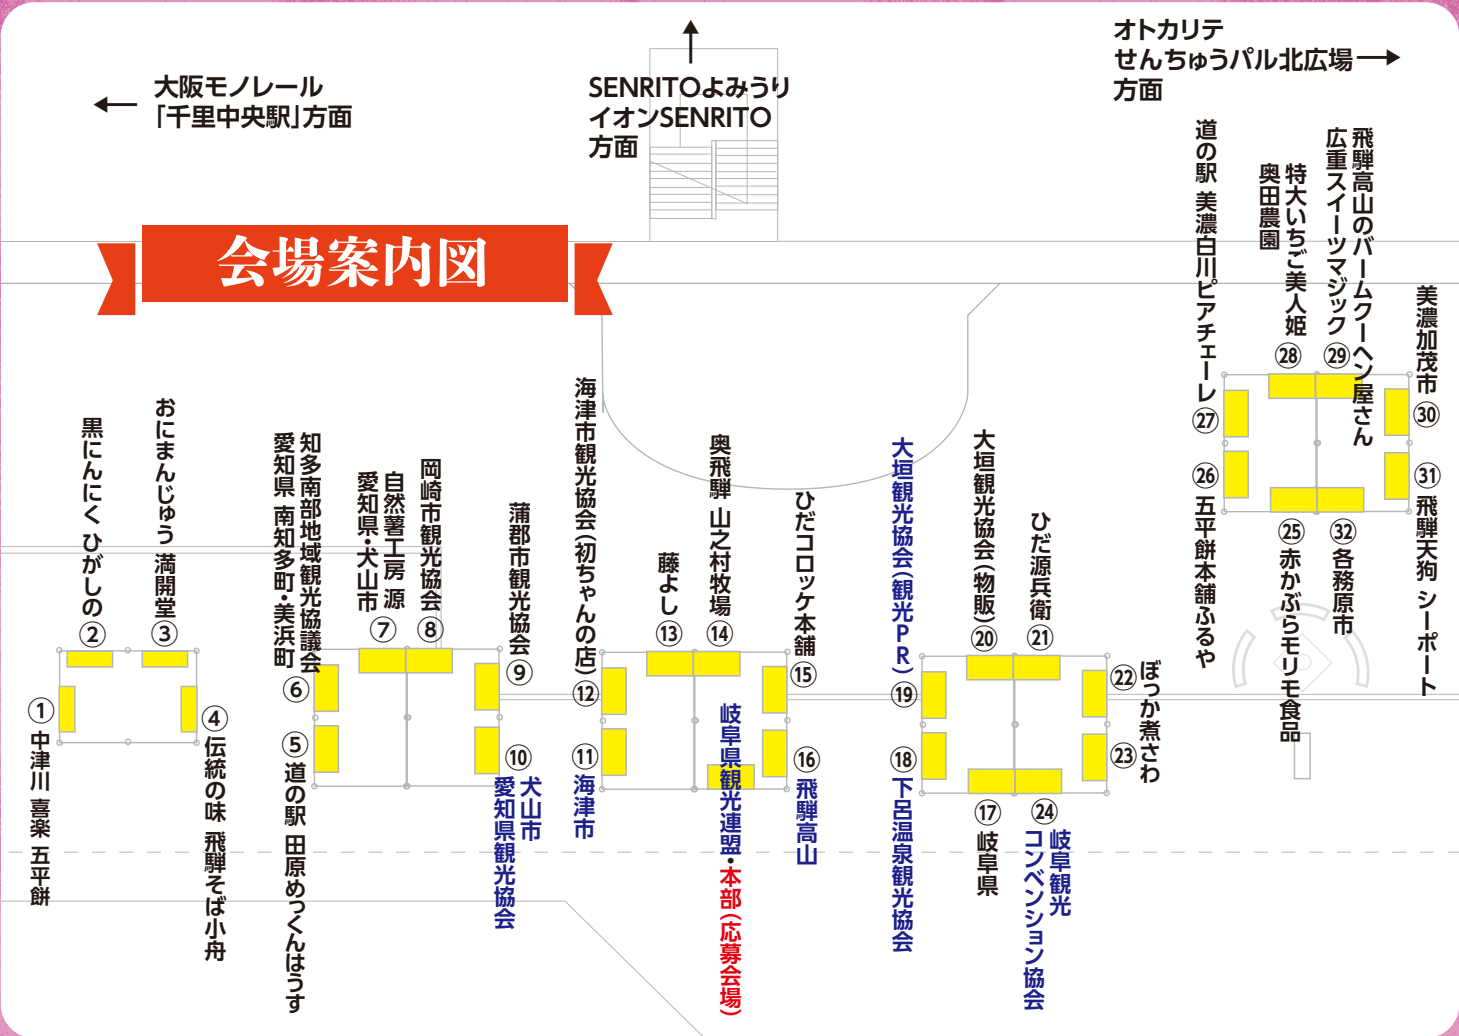 大阪モノレール
「千里中央駅」方面
SENRITOよみうり
イオンSENRITO
方面
オトカリテ
せんちゅうパル北広場
方面
会場案内図
① 中津川 喜楽 五平餅
黒にんにく ひがしの ②
おにまんじゅう 満開堂 ③
④ 伝統の味 飛騨そば小舟
⑤ 道の駅 田原めっくんはうす
知多南部地域観光協議会
愛知県 南知多町・美浜町
⑥
自然薯工房 源
愛知県・犬山市
⑦
岡崎市観光協会 ⑧
蒲郡市観光協会 ⑨
⑩
犬山市
愛知県観光協会
⑪ 海津市
海津市観光協会(初ちゃんの店) ⑫
藤よし ⑬
奥飛騨 山之村牧場 ⑭
ひだコロッケ本舗 ⑮
⑯ 飛騨高山
岐阜県観光連盟・本部(応募会場)
⑰ 岐阜県
⑱ 下呂温泉観光協会
大垣観光協会(観光PR) ⑲
大垣観光協会(物販) ⑳
ひだ源兵衛 ㉑
㉒ ぼっか煮さわ
㉓
㉔
岐阜観光
コンベンション協会
㉕ 赤かぶらモリモ食品
㉖ 五平餅本舗ふるや
道の駅 美濃白川ピアチェーレ ㉗
特大いちご美人姫
奥田農園
㉘
飛騨高山のバームクーヘン屋さん
広重スイーツマジック
㉙
美濃加茂市 ㉚
㉛ 飛騨天狗 シーポート
㉜ 各務原市